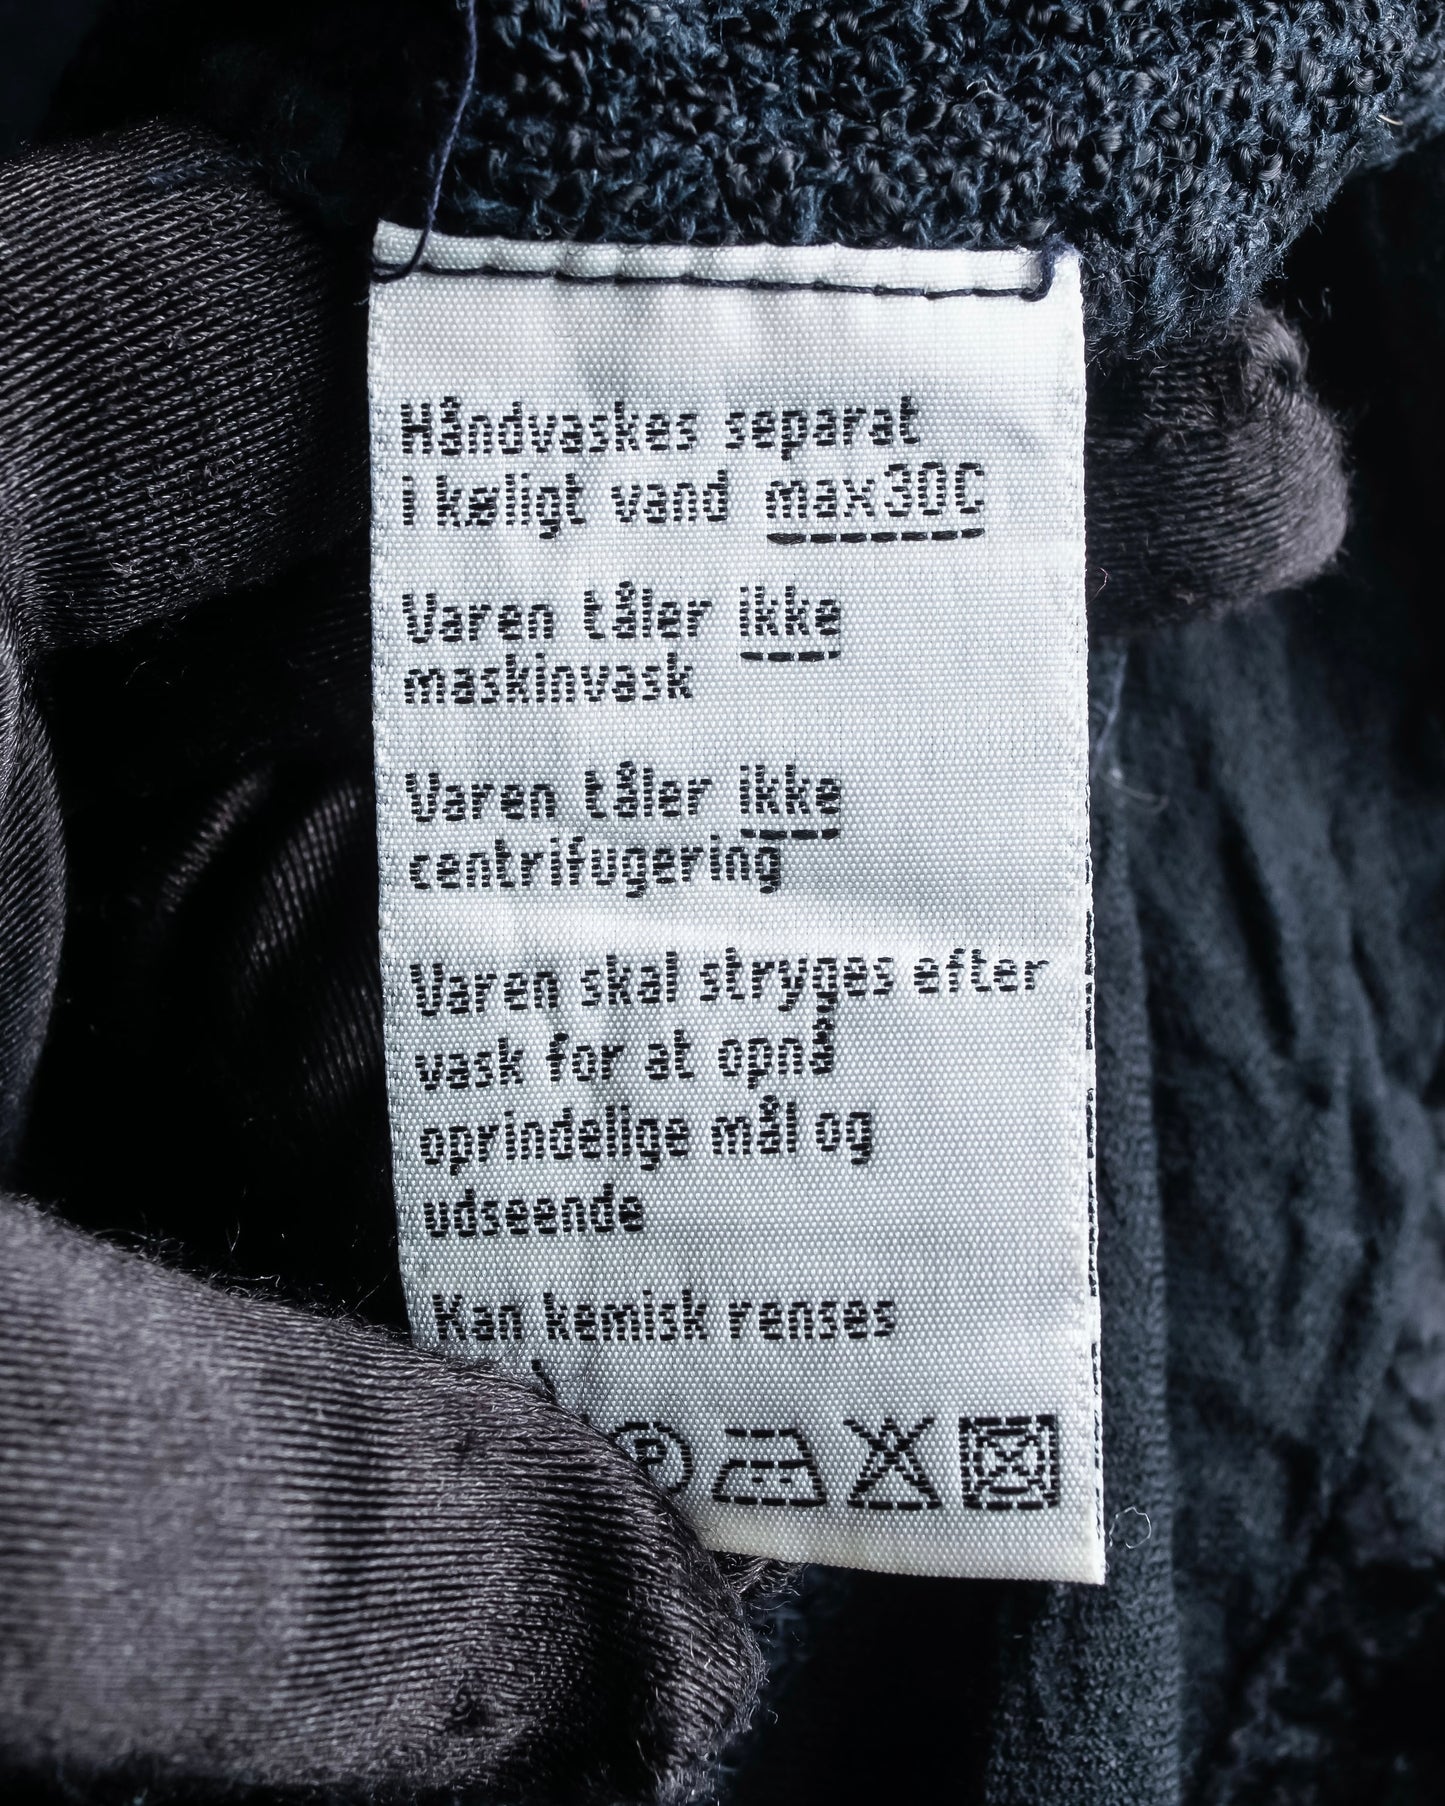 Håndvaskes separat
i køligt vand max30C
Varen tåler ikke
maskinvask
Varen tåler ikke
centrifugering
Varen skal stryges efter
vask for at opnå
oprindelige mål og
udseende
Kan kemisk renses
P